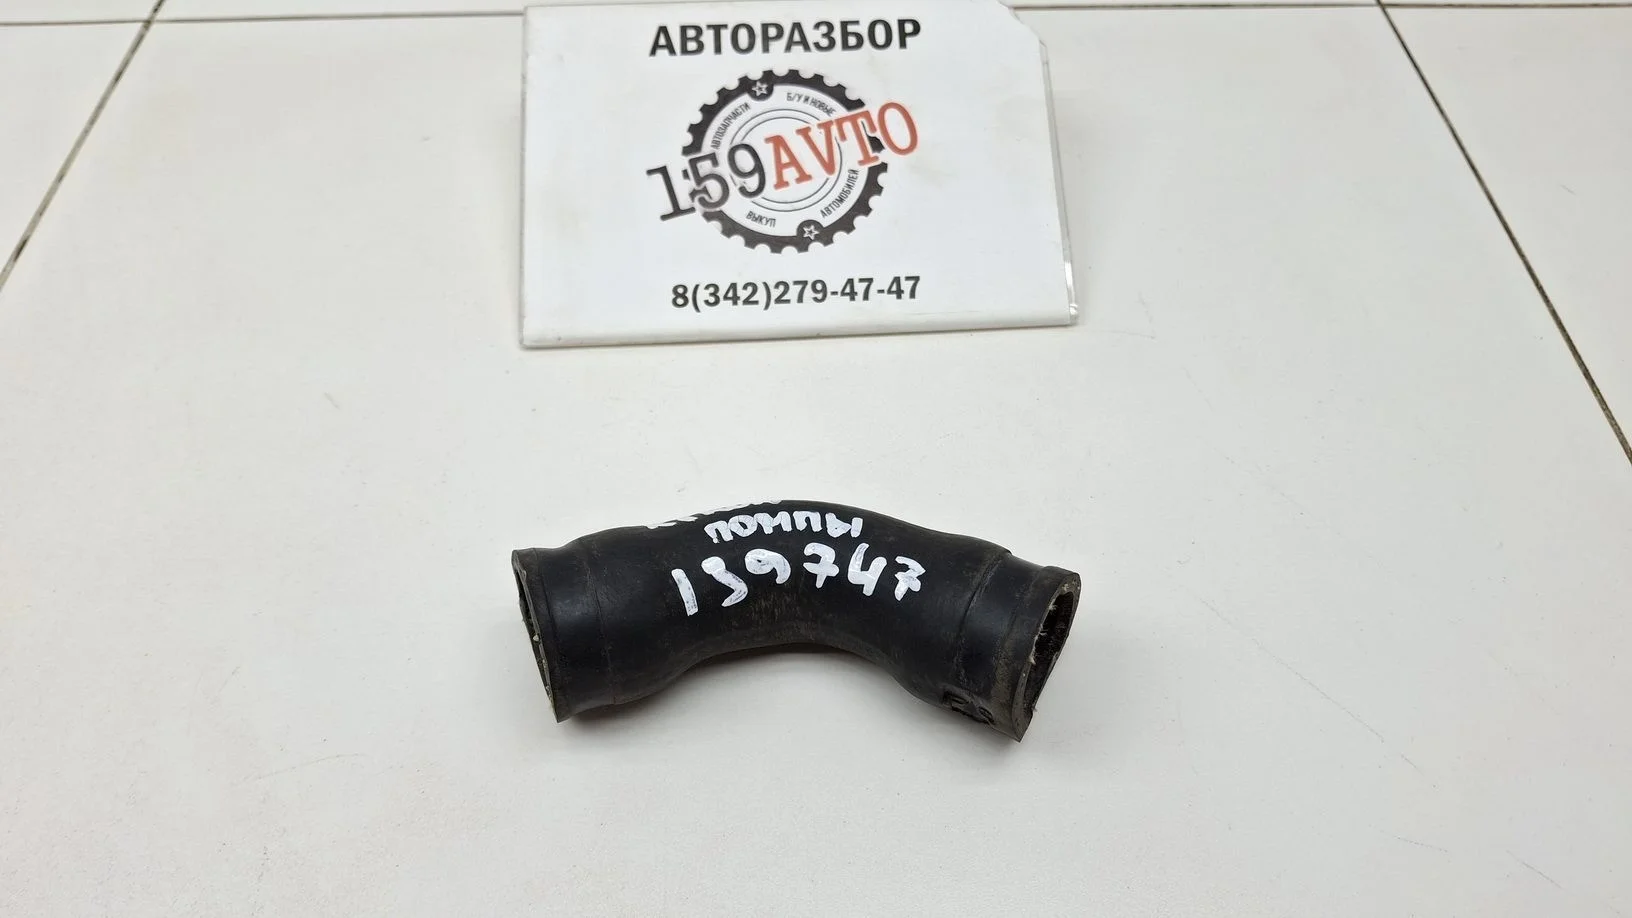 АВТОРАЗБОР
АВТОЗАПЧАСТИ
Б/У И НОВЫЕ
159AVTO
ВЫКУП
АВТОМОБИЛЕЙ
8(342)279-47-47
ПОМПЫ
139747